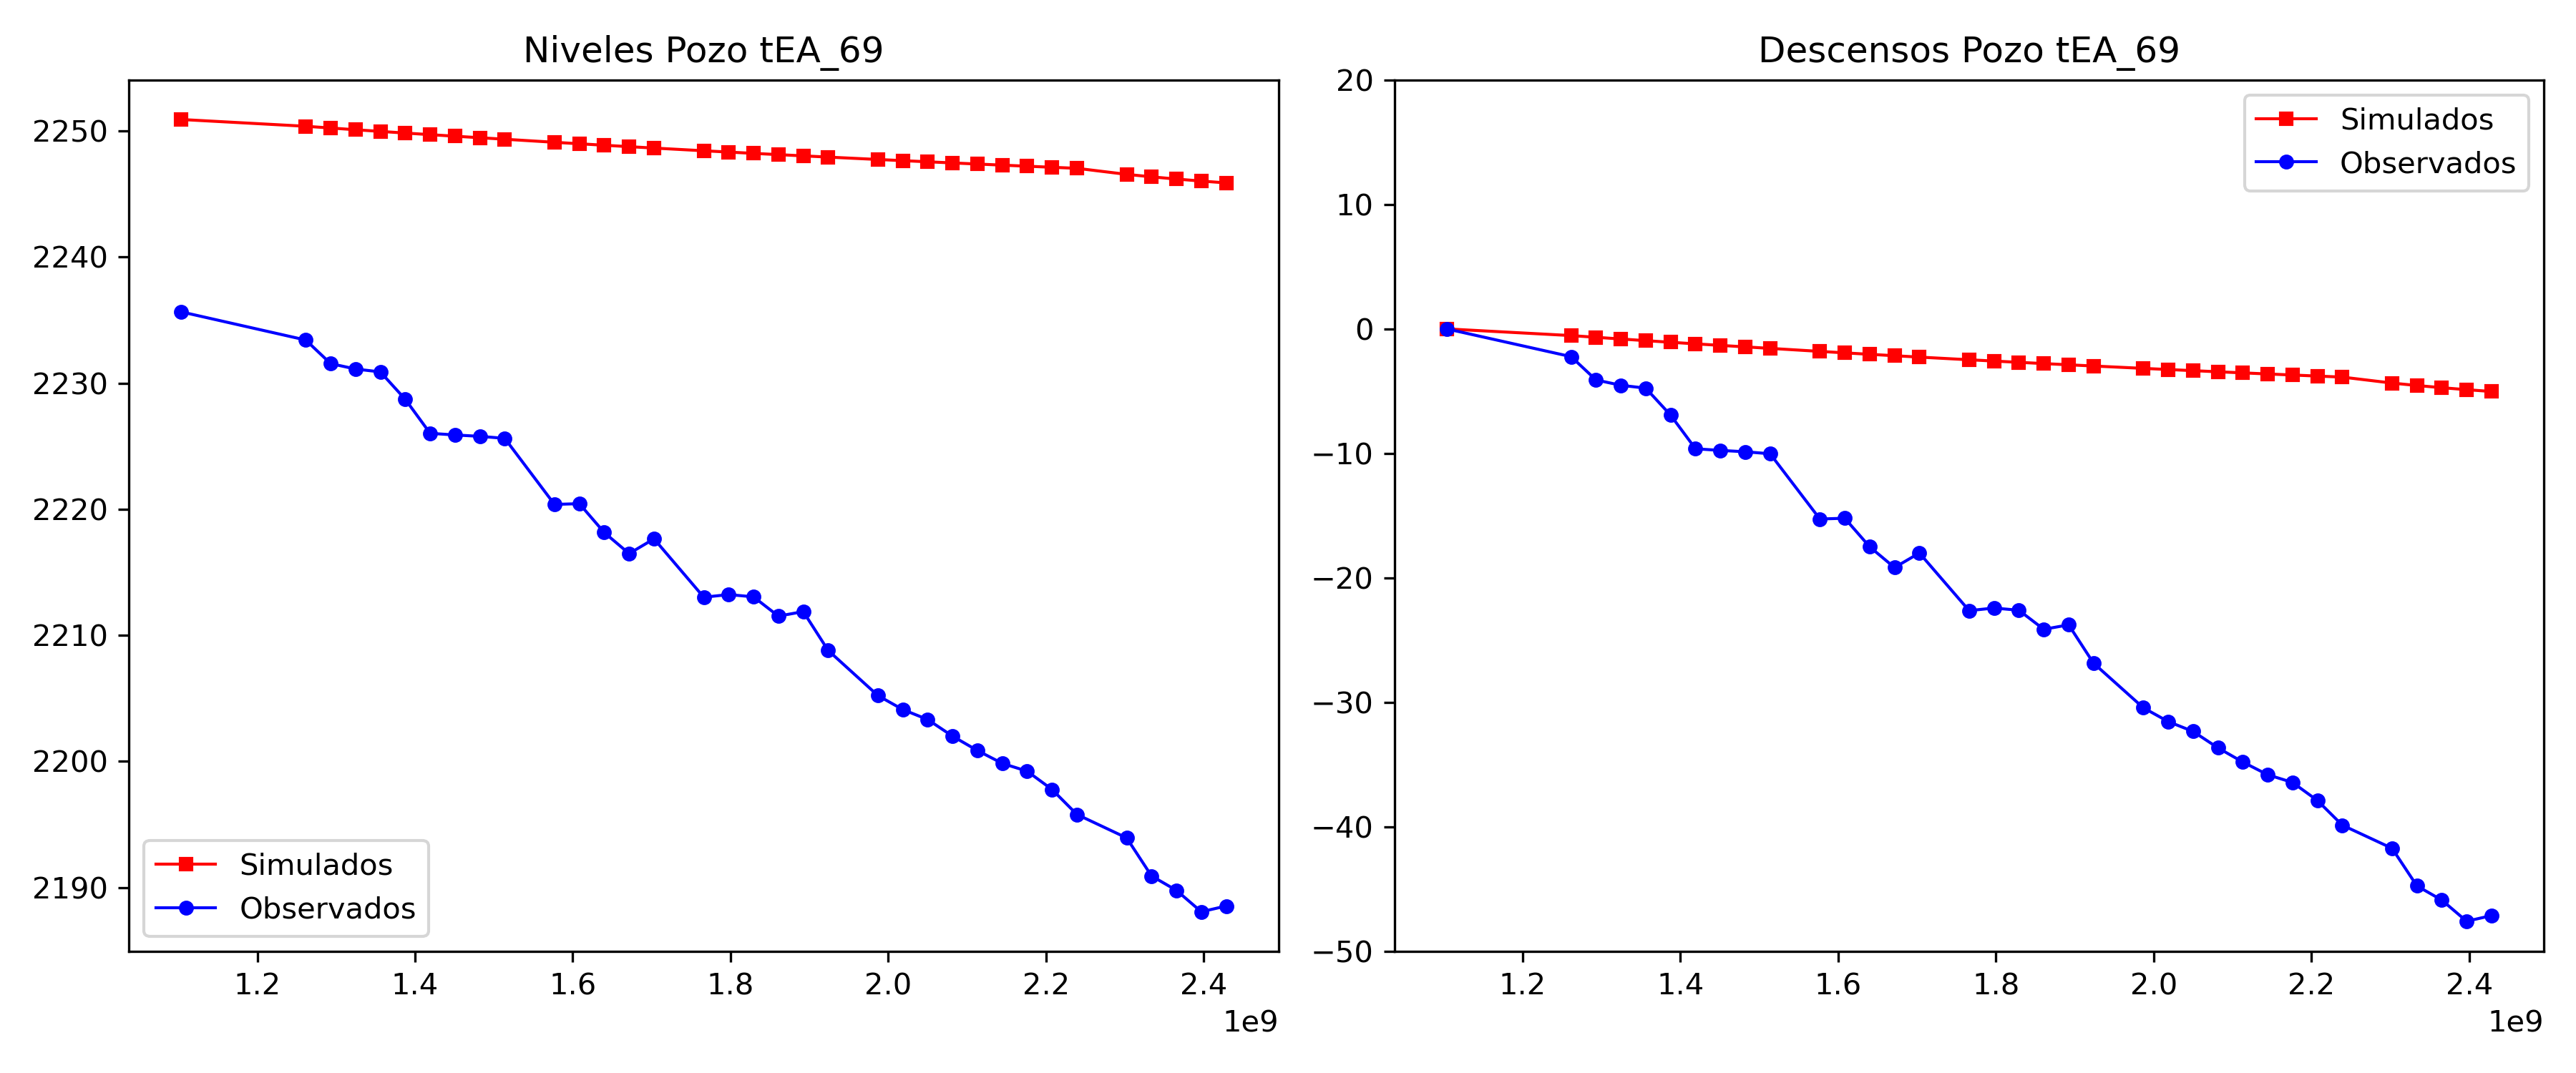 Niveles Pozo tEA_69
2250
2240
2230
2220
2210
2200
2190
Simulados
Observados
1.2 1.4 1.6 1.8 2.0 2.2 2.4
1e9
Descensos Pozo tEA_69
20
10
0
−10
−20
−30
−40
−50
Simulados
Observados
1.2 1.4 1.6 1.8 2.0 2.2 2.4
1e9